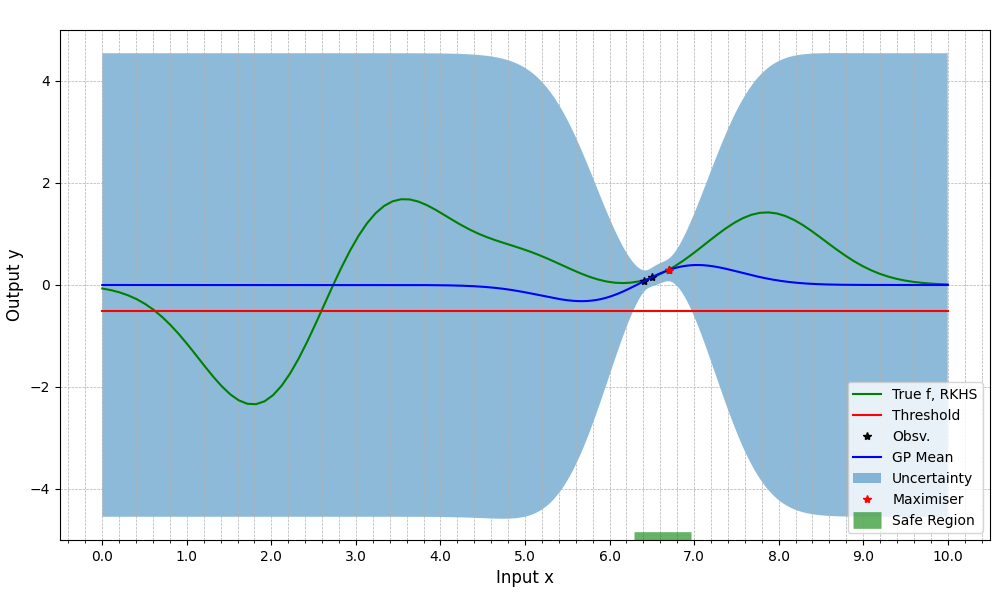 4
2
0
−2
−4
Output y
0.0 1.0 2.0 3.0 4.0 5.0 6.0 7.0 8.0 9.0 10.0
Input x
True f, RKHS
Threshold
Obsv.
GP Mean
Uncertainty
Maximiser
Safe Region